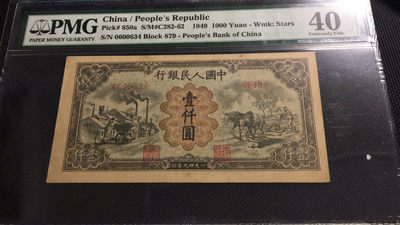 PMG
PAPER MONEY GUARANTY
China / People's Republic
Pick# 850a S/M#C282-62 1949 1000 Yuan - Wmk: Stars
S/N 0600634 Block 879 - People's Bank of China
40
Extremely Fine
中國人民銀行
壹仟圓